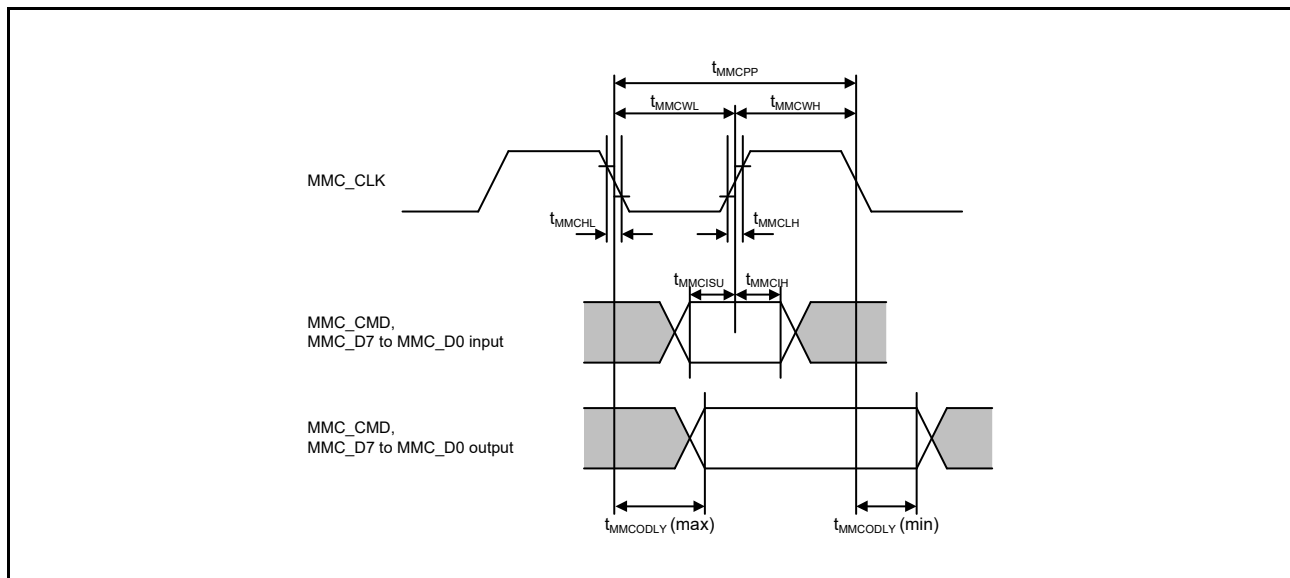 tMMCPP
tMMCWL
tMMCWH
MMC_CLK
tMMCHL
tMMCLH
tMMCISU
tMMCIH
MMC_CMD,
MMC_D7 to MMC_D0 input
MMC_CMD,
MMC_D7 to MMC_D0 output
tMMCODLY (max)
tMMCODLY (min)